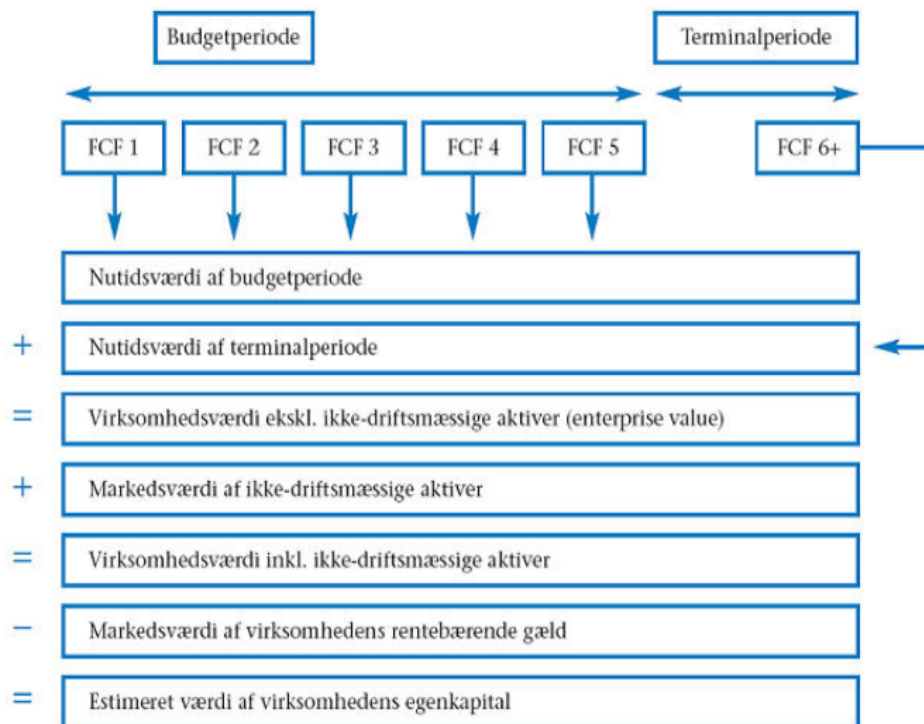 Budgetperiode
Terminalperiode
FCF 1
FCF 2
FCF 3
FCF 4
FCF 5
FCF 6+
Nutidsværdi af budgetperiode
+ Nutidsværdi af terminalperiode
= Virksomhedsværdi ekskl. ikke-driftsmæssige aktiver (enterprise value)
+ Markedsværdi af ikke-driftsmæssige aktiver
= Virksomhedsværdi inkl. ikke-driftsmæssige aktiver
− Markedsværdi af virksomhedens rentebærende gæld
= Estimeret værdi af virksomhedens egenkapital